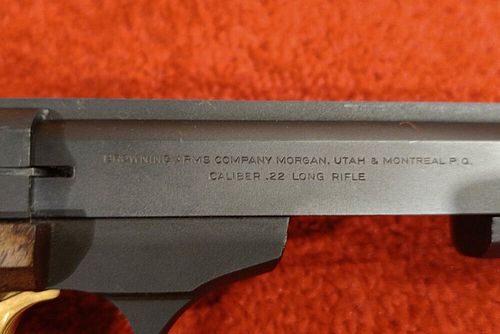 BROWNING ARMS COMPANY MORGAN, UTAH & MONTREAL P.Q.
CALIBER .22 LONG RIFLE